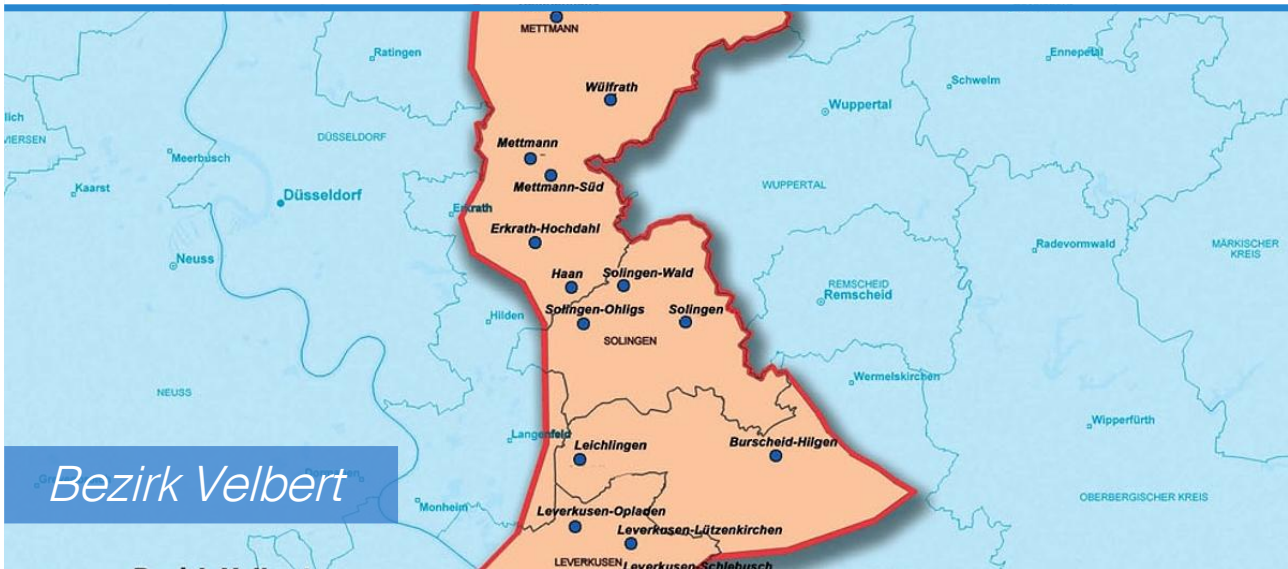 METTMANN
Ratingen
Ennepetal
Schwelm
Wülfrath
Wuppertal
lich
VIERSEN
DÜSSELDORF
Mettmann
Meerbusch
Mettmann-Süd
WUPPERTAL
Kaarst
Düsseldorf
Erkrath
Erkrath-Hochdahl
Radevormwald
MÄRKISCHER
KREIS
Neuss
Haan
Solingen-Wald
REMSCHEID
Remscheid
Solingen-Ohligs
Solingen
Hilden
SOLINGEN
Wermelskirchen
NEUSS
Wipperfürth
Langenfeld
Leichlingen
Burscheid-Hilgen
Bezirk Velbert
Monheim
OBERBERGISCHER KREIS
Leverkusen-Opladen
Leverkusen-Lützenkirchen
LEVERKUSEN
Leverkusen-Schlebusch